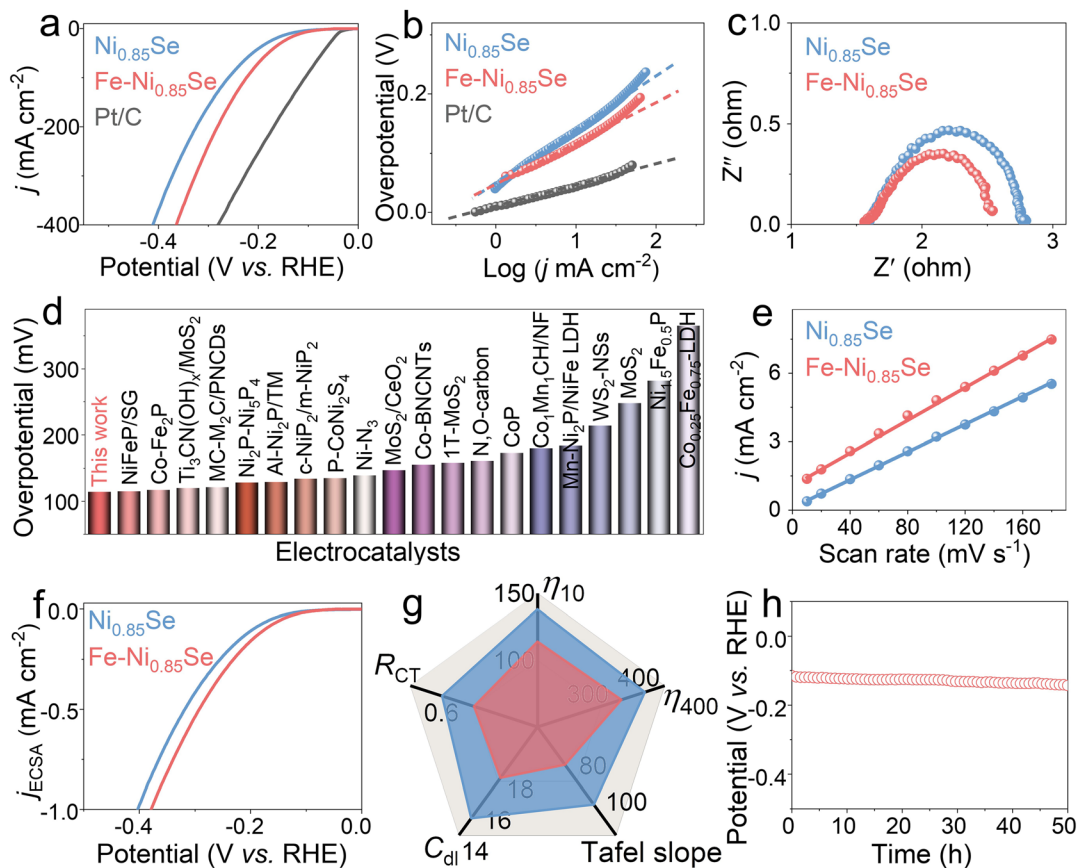 a
0
-200
-400
j (mA cm⁻²)
Ni₀.₈₅Se
Fe-Ni₀.₈₅Se
Pt/C
-0.4
-0.2
0.0
Potential (V vs. RHE)
b
0.2
0.0
Overpotential (V)
Ni₀.₈₅Se
Fe-Ni₀.₈₅Se
Pt/C
0
1
2
Log (j mA cm⁻²)
c
1.0
0.5
0.0
Z″ (ohm)
Ni₀.₈₅Se
Fe-Ni₀.₈₅Se
1
2
3
Z′ (ohm)
d
300
200
100
Overpotential (mV)
This work
NiFeP/SG
Co-Fe₂P
Ti₃CN(OH)ₓ/MoS₂
MC-M₂C/PNCDs
Ni₂P-Ni₅P₄
Al-Ni₂P/TM
c-NiP₂/m-NiP₂
P-CoNi₂S₄
Ni-N₃
MoS₂/CeO₂
Co-BNCNTs
1T-MoS₂
N,O-carbon
CoP
Co₁Mn₁CH/NF
Mn-Ni₂P/NiFe LDH
WS₂-NSs
MoS₂
Ni₁.₅Fe₀.₅P
Co₀.₂₅Fe₀.₇₅-LDH
Electrocatalysts
e
6
3
0
j (mA cm⁻²)
Ni₀.₈₅Se
Fe-Ni₀.₈₅Se
0
40
80
120
160
Scan rate (mV s⁻¹)
f
0.0
-0.5
-1.0
jECSA (mA cm⁻²)
Ni₀.₈₅Se
Fe-Ni₀.₈₅Se
-0.4
-0.2
0.0
Potential (V vs. RHE)
g
150
η₁₀
100
400
300
η₄₀₀
80
100
Tafel slope
18
16
14
Cdl
0.6
RCT
h
0.0
-0.2
-0.4
Potential (V vs. RHE)
0
10
20
30
40
50
Time (h)